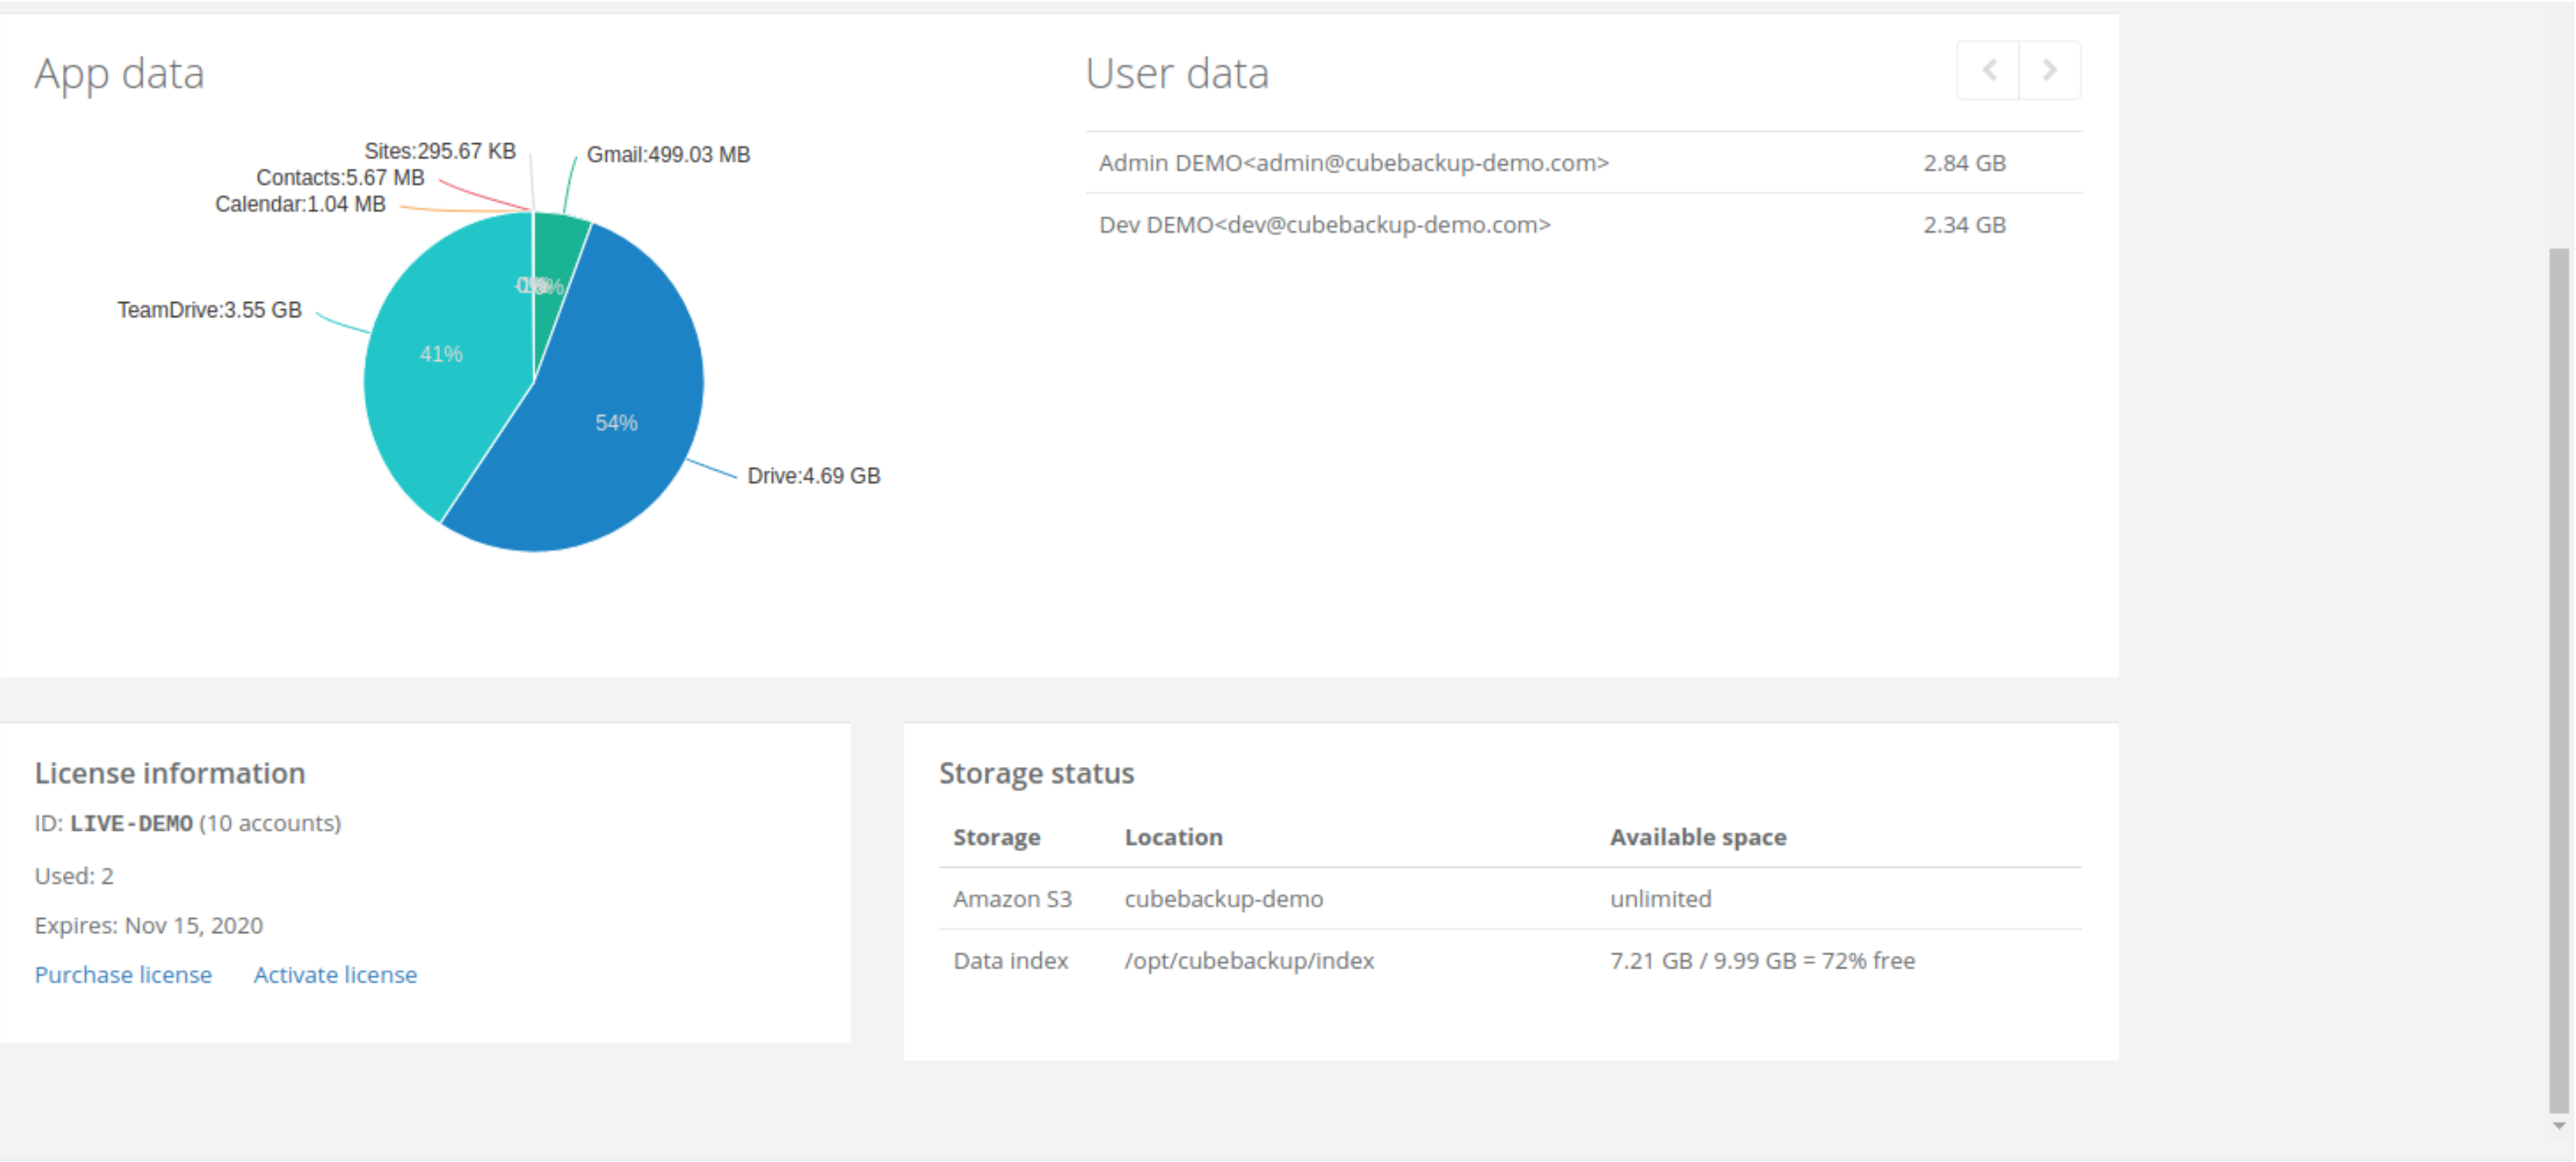 App data
Sites:295.67 KB
Gmail:499.03 MB
Contacts:5.67 MB
Calendar:1.04 MB
TeamDrive:3.55 GB
41%
54%
Drive:4.69 GB
User data
Admin DEMO<admin@cubebackup-demo.com> 2.84 GB
Dev DEMO<dev@cubebackup-demo.com> 2.34 GB
License information
ID: LIVE-DEMO (10 accounts)
Used: 2
Expires: Nov 15, 2020
Purchase license Activate license
Storage status
Storage Location Available space
Amazon S3 cubebackup-demo unlimited
Data index /opt/cubebackup/index 7.21 GB / 9.99 GB = 72% free